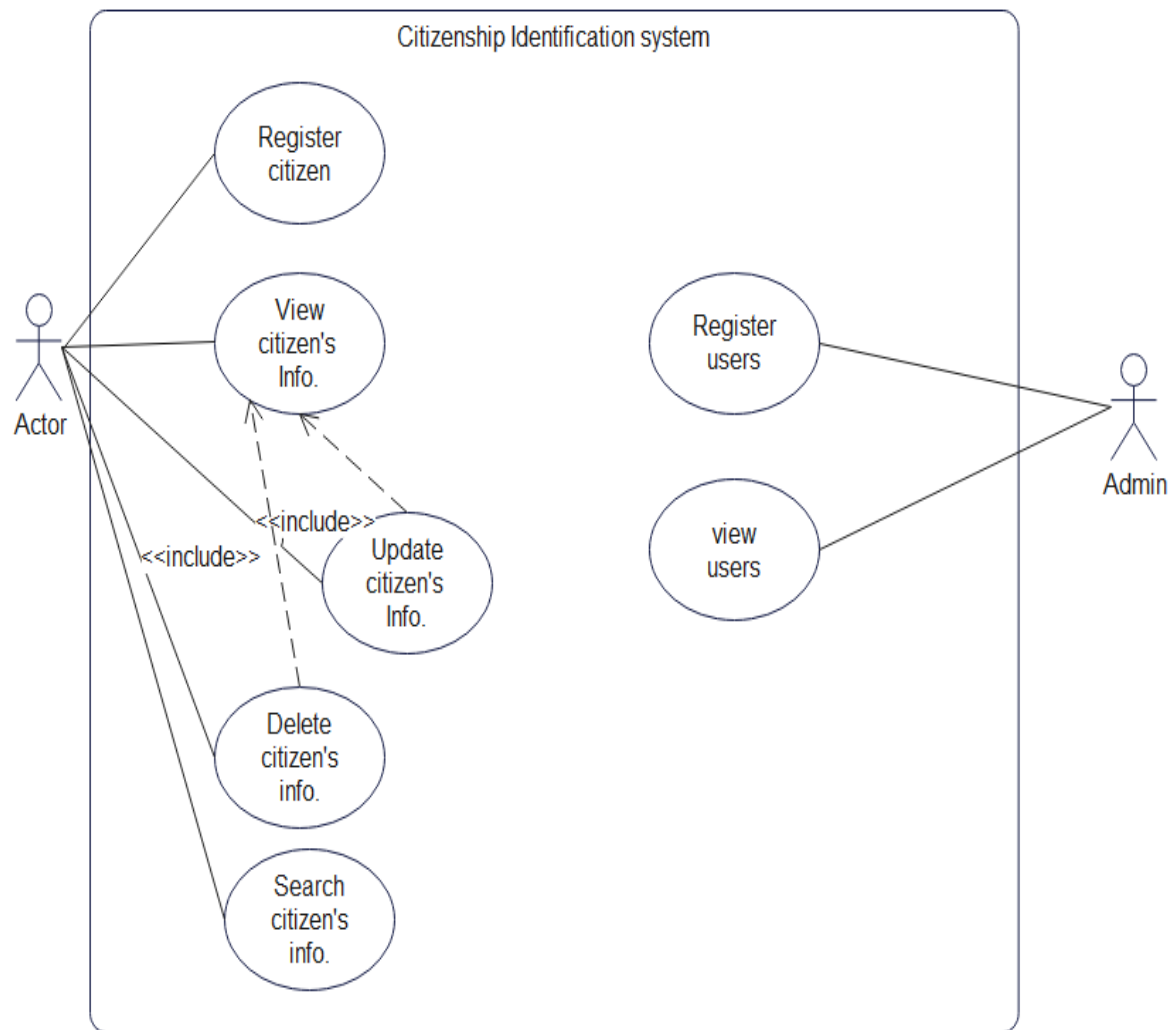 Citizenship Identification system
Register
citizen
View
citizen's
Info.
Register
users
Actor
Admin
<<include>>
<<include>>
Update
citizen's
Info.
view
users
Delete
citizen's
info.
Search
citizen's
info.